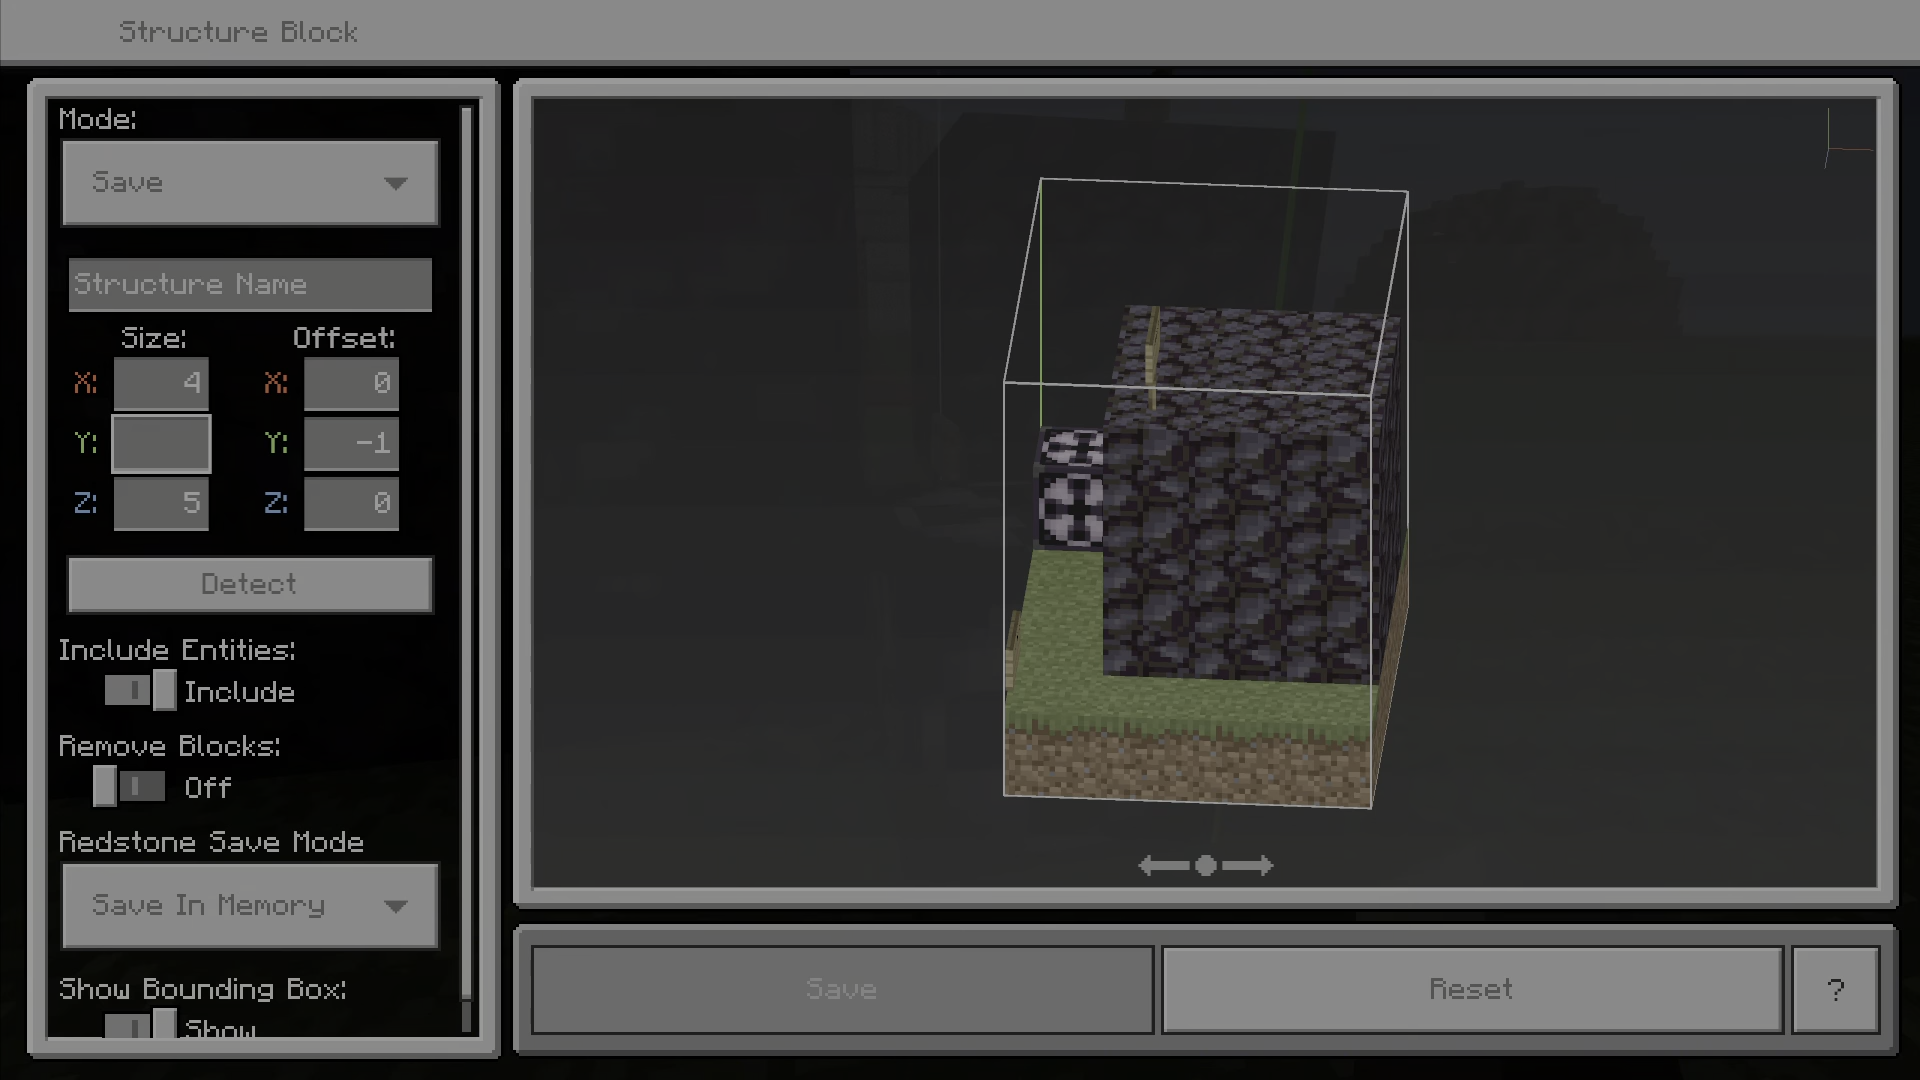 Structure Block
Mode:
Save
Structure Name
Size: Offset:
X: 4 X: 0
Y: Y: -1
Z: 5 Z: 0
Detect
Include Entities:
Include
Remove Blocks:
Off
Redstone Save Mode
Save In Memory
Show Bounding Box:
Show
Save Reset ?